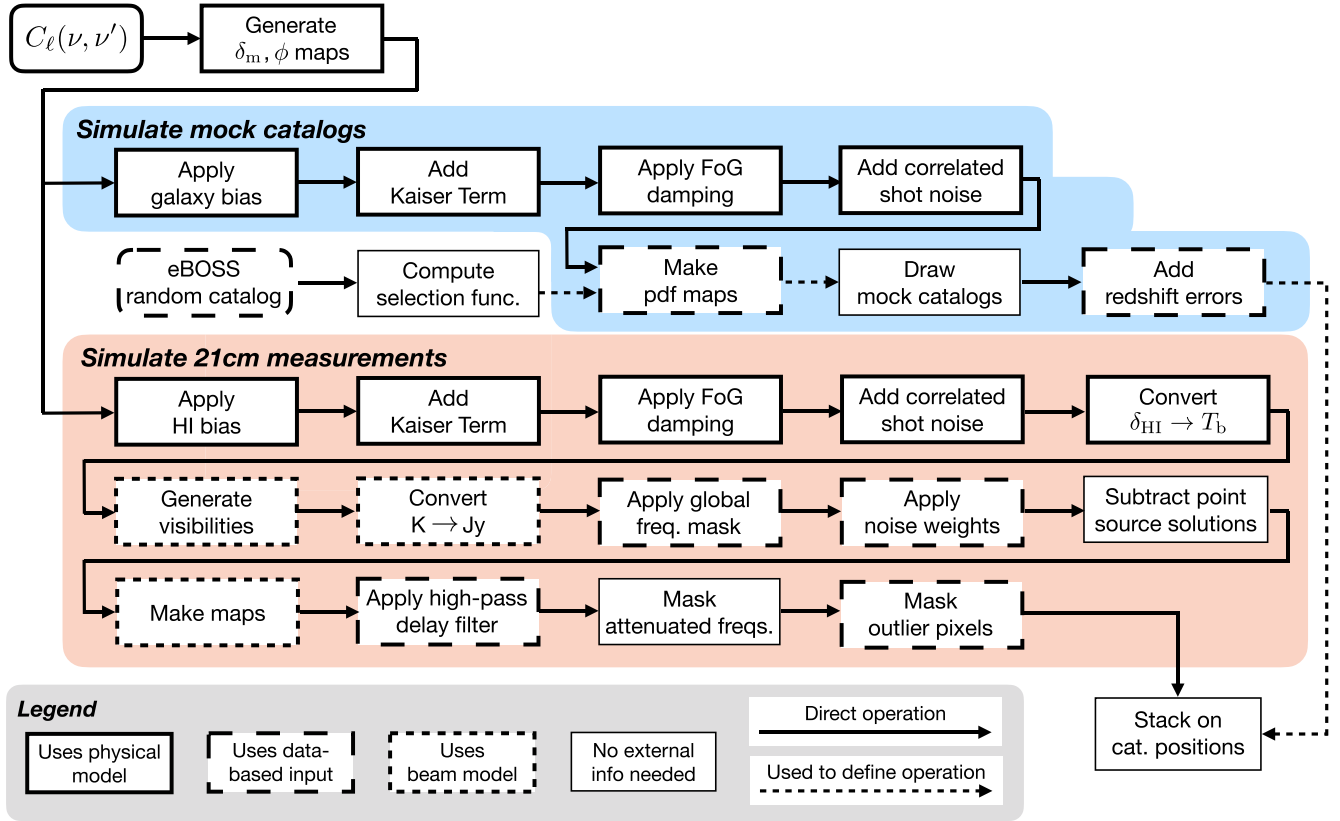 Cℓ(ν, ν′)
Generate
δm, ϕ maps
Simulate mock catalogs
Apply
galaxy bias
Add
Kaiser Term
Apply FoG
damping
Add correlated
shot noise
eBOSS
random catalog
Compute
selection func.
Make
pdf maps
Draw
mock catalogs
Add
redshift errors
Simulate 21cm measurements
Apply
HI bias
Add
Kaiser Term
Apply FoG
damping
Add correlated
shot noise
Convert
δHI → Tb
Generate
visibilities
Convert
K → Jy
Apply global
freq. mask
Apply
noise weights
Subtract point
source solutions
Make maps
Apply high-pass
delay filter
Mask
attenuated freqs.
Mask
outlier pixels
Stack on
cat. positions
Legend
Uses physical
model
Uses data-
based input
Uses
beam model
No external
info needed
Direct operation
Used to define operation